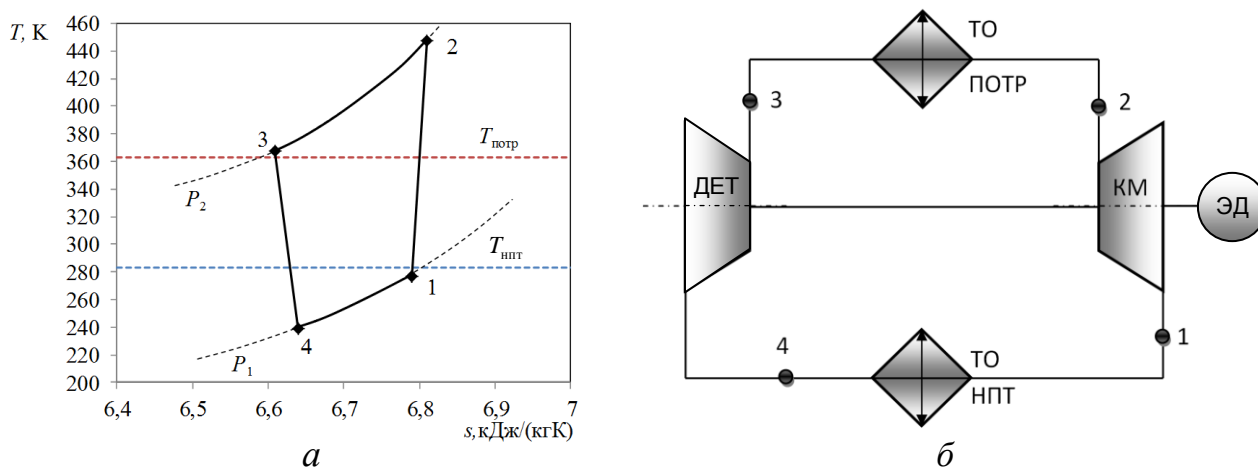 T, K
460
440
420
400
380
360
340
320
300
280
260
240
220
200
6,4
6,5
6,6
6,7
6,8
6,9
7
s, кДж/(кгК)
2
3
Tпотр
P2
Tнпт
1
4
P1
а
ТО
ПОТР
3
2
ДЕТ
КМ
ЭД
4
1
ТО
НПТ
б